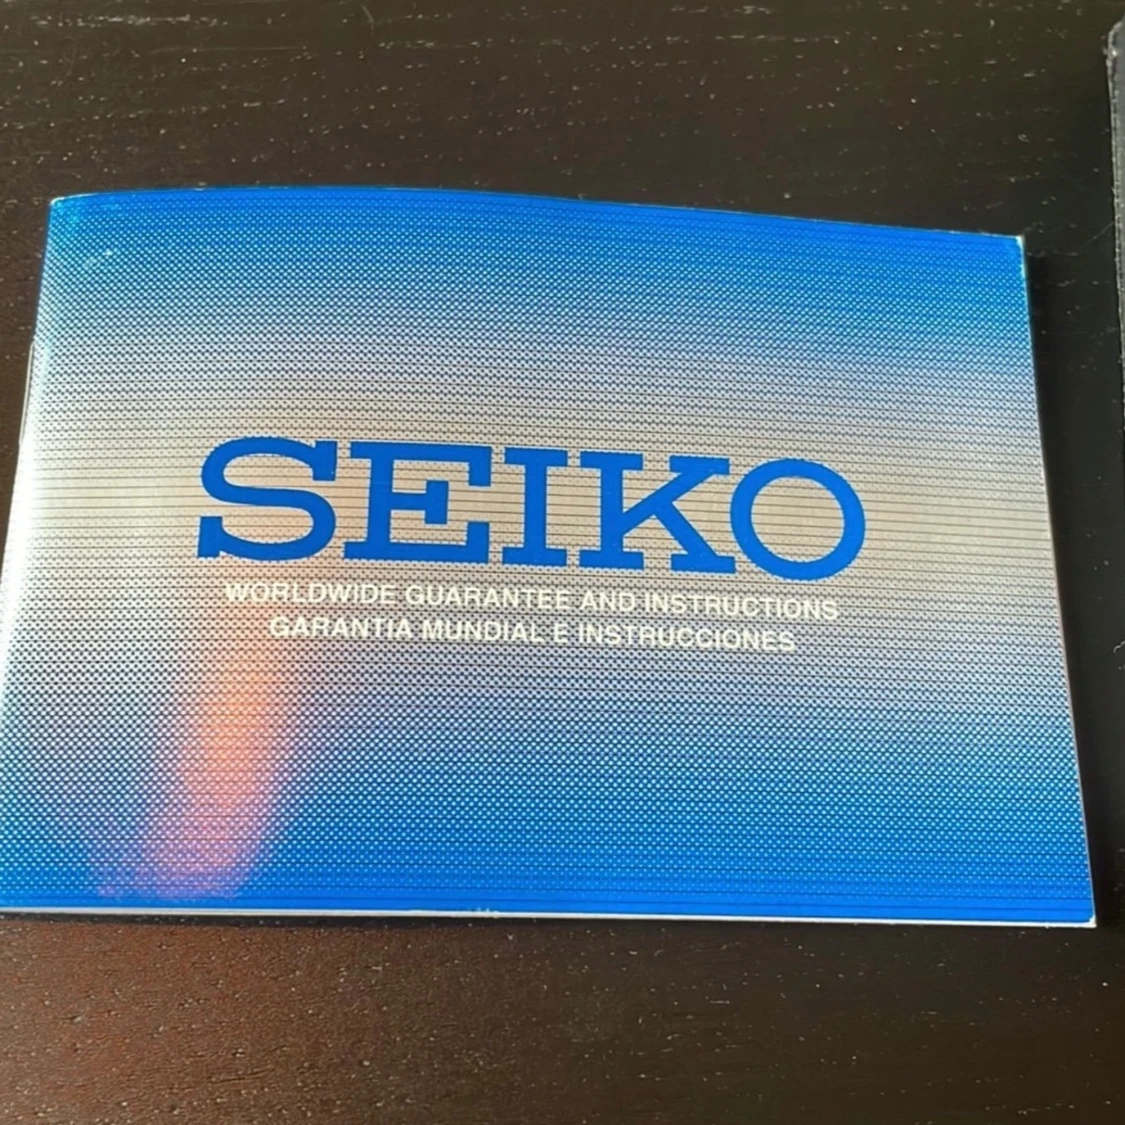 SEIKO
WORLDWIDE GUARANTEE AND INSTRUCTIONS
GARANTIA MUNDIAL E INSTRUCCIONES